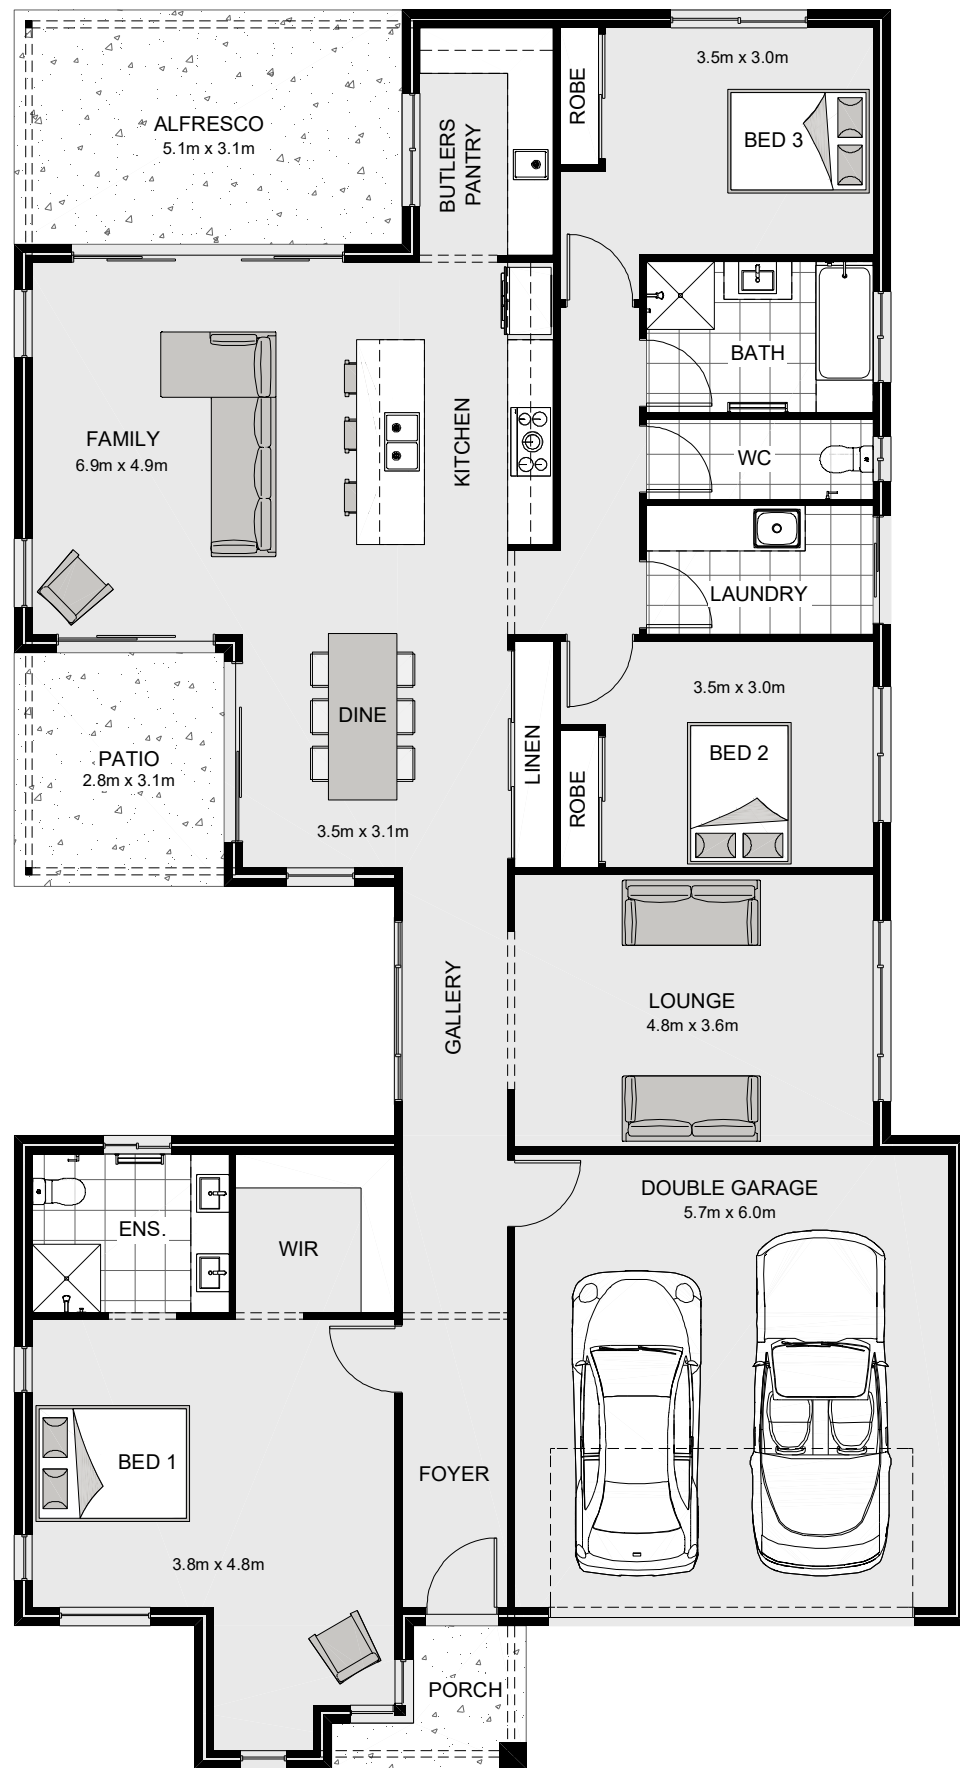 ALFRESCO
5.1m x 3.1m
BUTLERS
PANTRY
ROBE
3.5m x 3.0m
BED 3
BATH
FAMILY
6.9m x 4.9m
KITCHEN
WC
LAUNDRY
PATIO
2.8m x 3.1m
DINE
3.5m x 3.1m
LINEN
ROBE
3.5m x 3.0m
BED 2
GALLERY
LOUNGE
4.8m x 3.6m
ENS.
WIR
DOUBLE GARAGE
5.7m x 6.0m
BED 1
3.8m x 4.8m
FOYER
PORCH